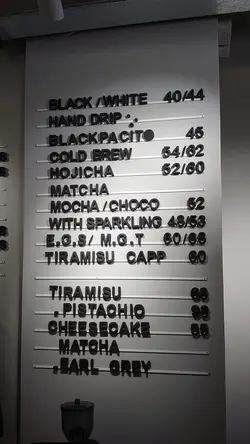 BLACK / WHITE 40/44
HAND DRIP
BLACKPACITO 45
COLD BREW 54/62
HOJICHA 52/60
MATCHA
MOCHA / CHOCO 52
WITH SPARKLING 48/53
E.G.S/ M.G.T 60/65
TIRAMISU CAPP 60
TIRAMISU
. PISTACHIO
CHEESECAKE
MATCHA
. EARL GREY